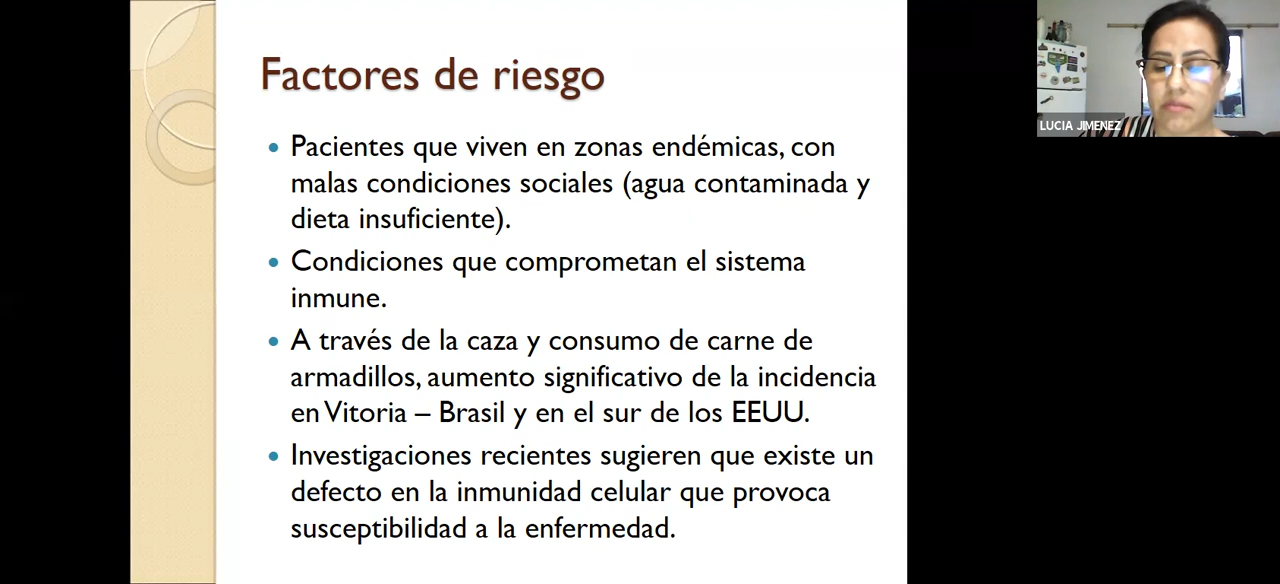 Factores de riesgo
Pacientes que viven en zonas endémicas, con
malas condiciones sociales (agua contaminada y
dieta insuficiente).
Condiciones que comprometan el sistema
inmune.
A través de la caza y consumo de carne de
armadillos, aumento significativo de la incidencia
en Vitoria – Brasil y en el sur de los EEUU.
Investigaciones recientes sugieren que existe un
defecto en la inmunidad celular que provoca
susceptibilidad a la enfermedad.
LUCIA JIMENEZ